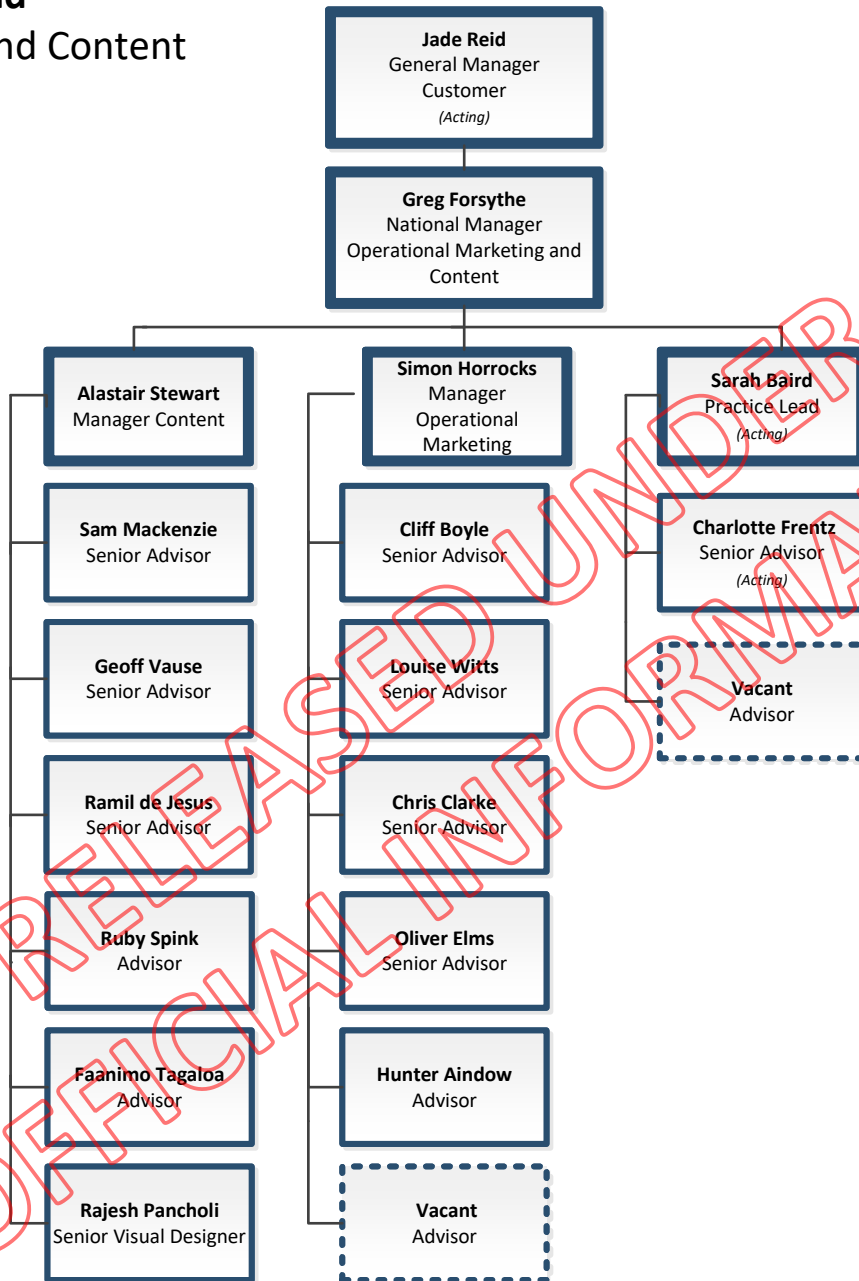 nd Content
Jade Reid
General Manager
Customer
(Acting)
Greg Forsythe
National Manager
Operational Marketing and
Content
Alastair Stewart
Manager Content
Sam Mackenzie
Senior Advisor
Geoff Vause
Senior Advisor
Ramil de Jesus
Senior Advisor
Ruby Spink
Advisor
Faanimo Tagaloa
Advisor
Rajesh Pancholi
Senior Visual Designer
Simon Horrocks
Manager
Operational
Marketing
Cliff Boyle
Senior Advisor
Louise Witts
Senior Advisor
Chris Clarke
Senior Advisor
Oliver Elms
Senior Advisor
Hunter Aindow
Advisor
Vacant
Advisor
Sarah Baird
Practice Lead
(Acting)
Charlotte Frentz
Senior Advisor
(Acting)
Vacant
Advisor
RELEASED UNDER
OFFICIAL INFORMA